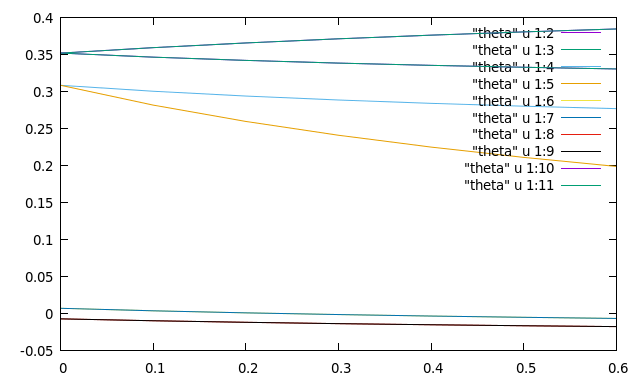 0.4
0.35
0.3
0.25
0.2
0.15
0.1
0.05
0
-0.05
0 0.1 0.2 0.3 0.4 0.5 0.6
"theta" u 1:2
"theta" u 1:3
"theta" u 1:4
"theta" u 1:5
"theta" u 1:6
"theta" u 1:7
"theta" u 1:8
"theta" u 1:9
"theta" u 1:10
"theta" u 1:11